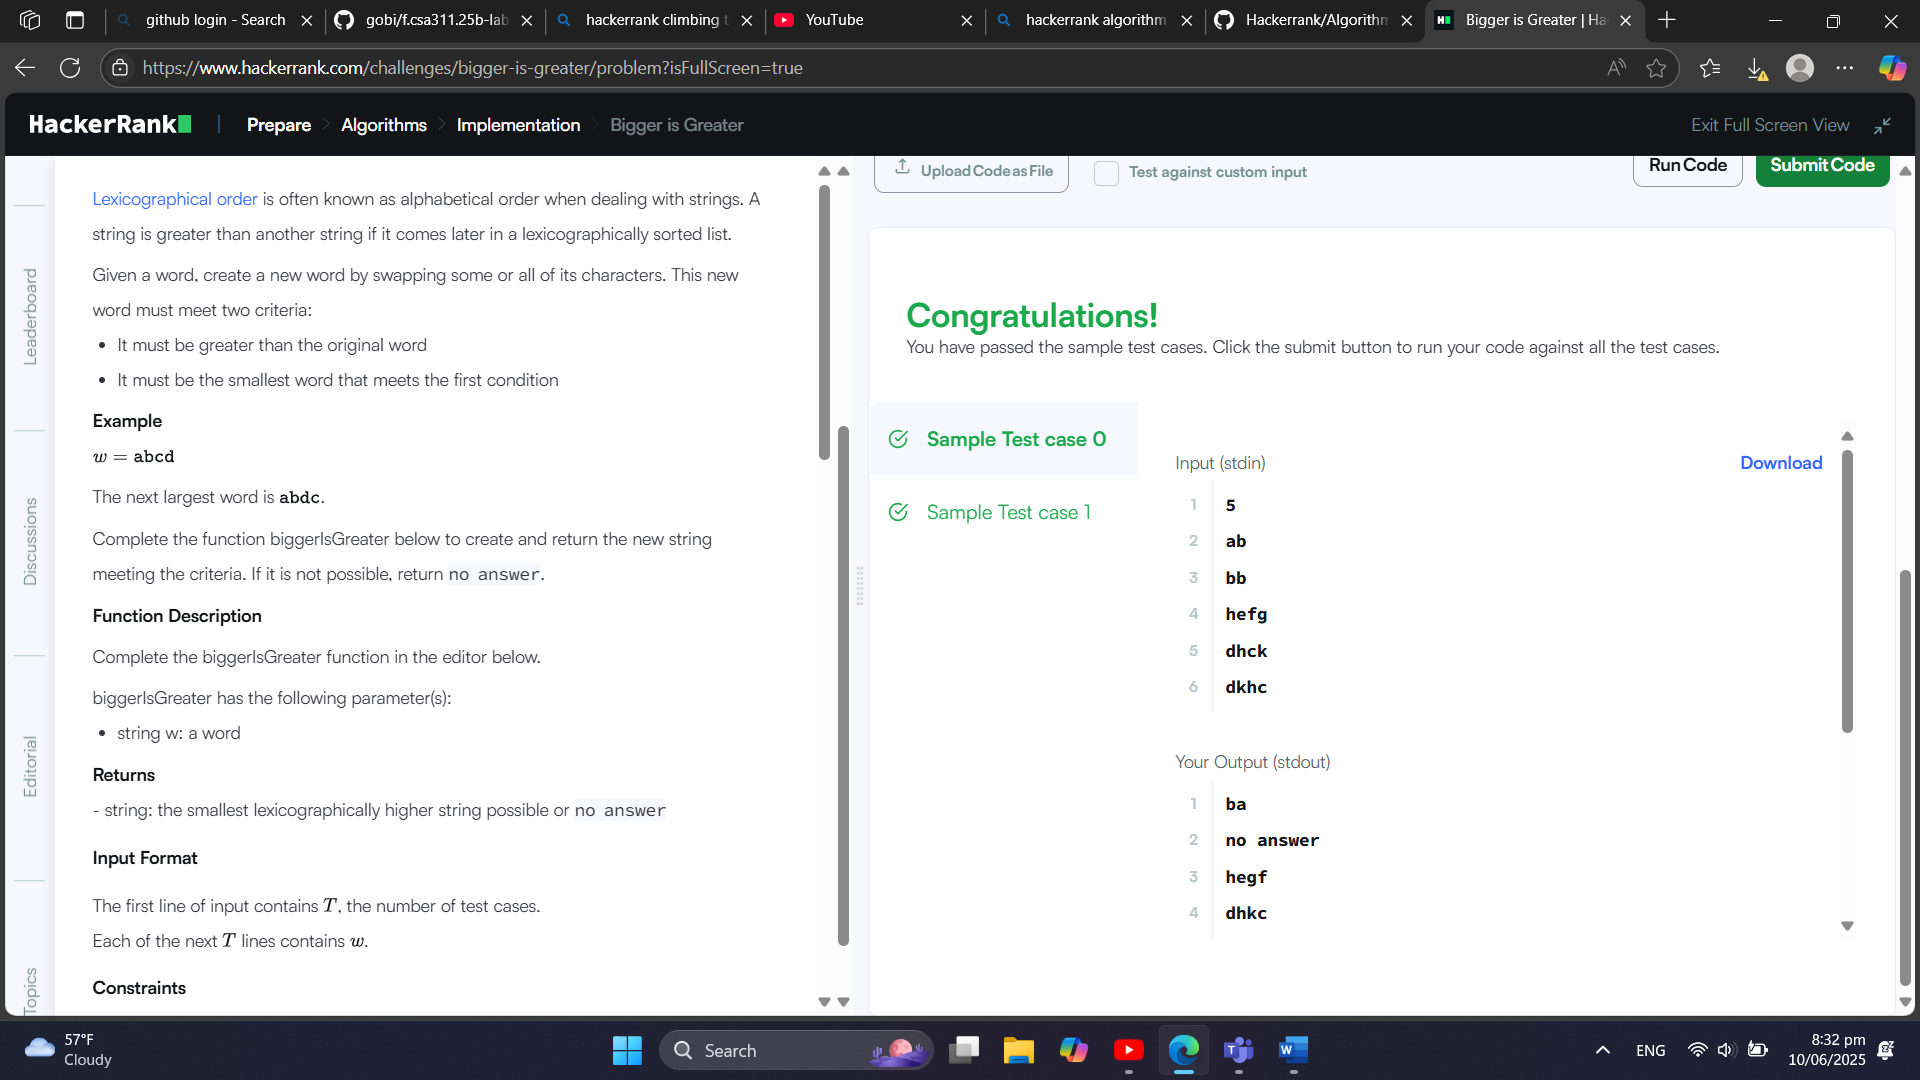 github login - Search
gobi/f.csa311.25b-lab
hackerrank climbing t
YouTube
hackerrank algorithm
Hackerrank/Algorithm
Bigger is Greater | Ha
https://www.hackerrank.com/challenges/bigger-is-greater/problem?isFullScreen=true
HackerRank
Prepare
Algorithms
Implementation
Bigger is Greater
Exit Full Screen View
Leaderboard
Discussions
Editorial
Topics
Lexicographical order is often known as alphabetical order when dealing with strings. A
string is greater than another string if it comes later in a lexicographically sorted list.
Given a word, create a new word by swapping some or all of its characters. This new
word must meet two criteria:
• It must be greater than the original word
• It must be the smallest word that meets the first condition
Example
w = abcd
The next largest word is abdc.
Complete the function biggerIsGreater below to create and return the new string
meeting the criteria. If it is not possible, return no answer.
Function Description
Complete the biggerIsGreater function in the editor below.
biggerIsGreater has the following parameter(s):
• string w: a word
Returns
- string: the smallest lexicographically higher string possible or no answer
Input Format
The first line of input contains T, the number of test cases.
Each of the next T lines contains w.
Constraints
Upload Code as File
Test against custom input
Run Code
Submit Code
Congratulations!
You have passed the sample test cases. Click the submit button to run your code against all the test cases.
Sample Test case 0
Sample Test case 1
Input (stdin)
Download
1 5
2 ab
3 bb
4 hefg
5 dhck
6 dkhc
Your Output (stdout)
1 ba
2 no answer
3 hegf
4 dhkc
57°F
Cloudy
Search
ENG
8:32 pm
10/06/2025